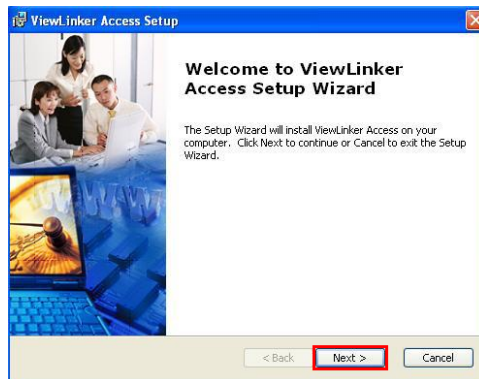 ViewLinker Access Setup
Welcome to ViewLinker
Access Setup Wizard
The Setup Wizard will install ViewLinker Access on your
computer. Click Next to continue or Cancel to exit the Setup
Wizard.
< Back Next > Cancel